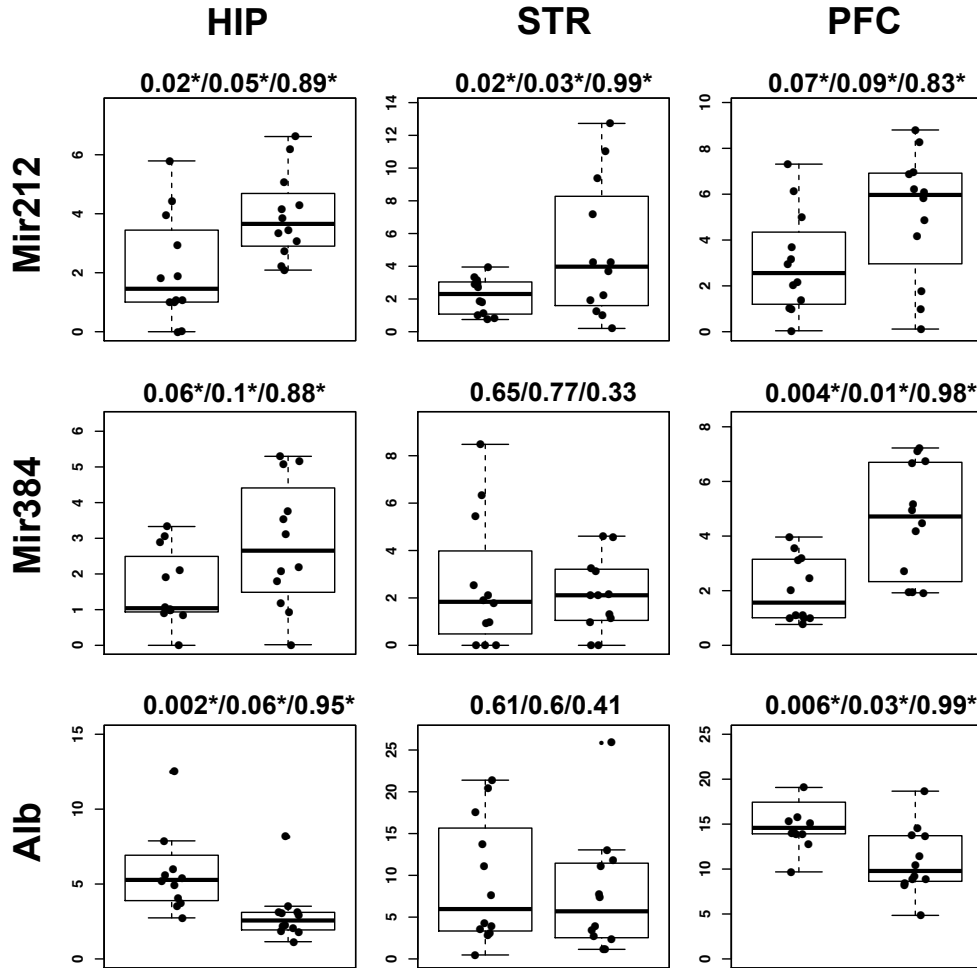 HIP STR PFC
Mir212
0.02*/0.05*/0.89* 0.02*/0.03*/0.99* 0.07*/0.09*/0.83*
0 2 4 6
0 2 4 6 8 10 12 14
0 2 4 6 8 10
Mir384
0.06*/0.1*/0.88* 0.65/0.77/0.33 0.004*/0.01*/0.98*
0 1 2 3 4 5 6
0 2 4 6 8
0 2 4 6 8
Alb
0.002*/0.06*/0.95* 0.61/0.6/0.41 0.006*/0.03*/0.99*
0 5 10 15
0 5 10 15 20 25
0 5 10 15 20 25